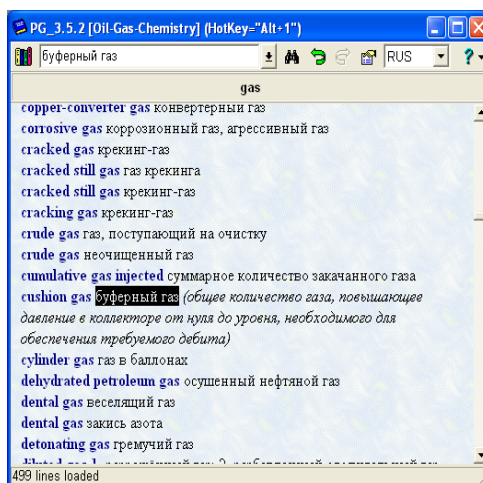 PG_3.5.2 [Oil-Gas-Chemistry] (HotKey="Alt+1")
буферный газ RUS ?
gas
copper-converter gas конвертерный газ
corrosive gas коррозионный газ, агрессивный газ
cracked gas крекинг-газ
cracked still gas газ крекинга
cracked still gas крекинг-газ
cracking gas крекинг-газ
crude gas газ, поступающий на очистку
crude gas неочищенный газ
cumulative gas injected суммарное количество закачанного газа
cushion gas буферный газ (общее количество газа, повышающее
давление в коллекторе от нуля до уровня, необходимого для
обеспечения требуемого дебита)
cylinder gas газ в баллонах
dehydrated petroleum gas осушенный нефтяной газ
dental gas веселящий газ
dental gas закись азота
detonating gas гремучий газ
499 lines loaded